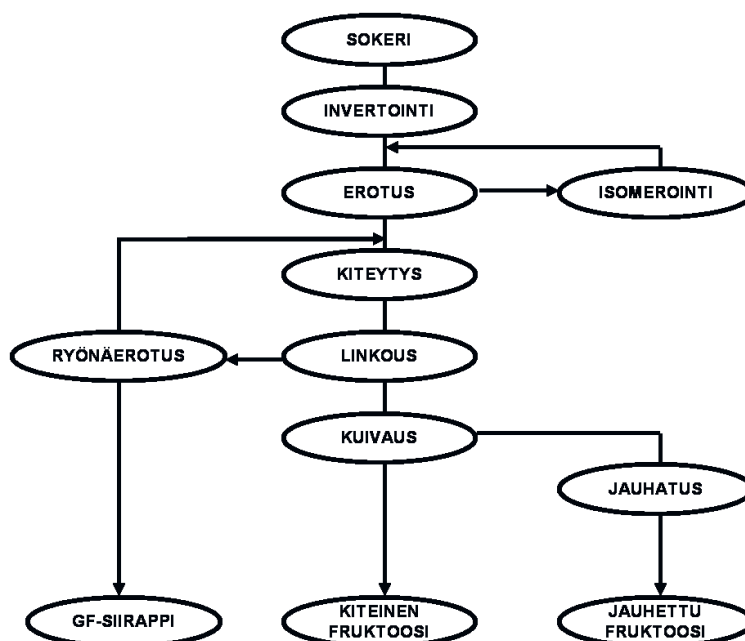 SOKERI
INVERTOINTI
EROTUS
ISOMEROINTI
KITEYTYS
RYÖNÄEROTUS
LINKOUS
KUIVAUS
JAUHATUS
GF-SIIRAPPI
KITEINEN
FRUKTOOSI
JAUHETTU
FRUKTOOSI